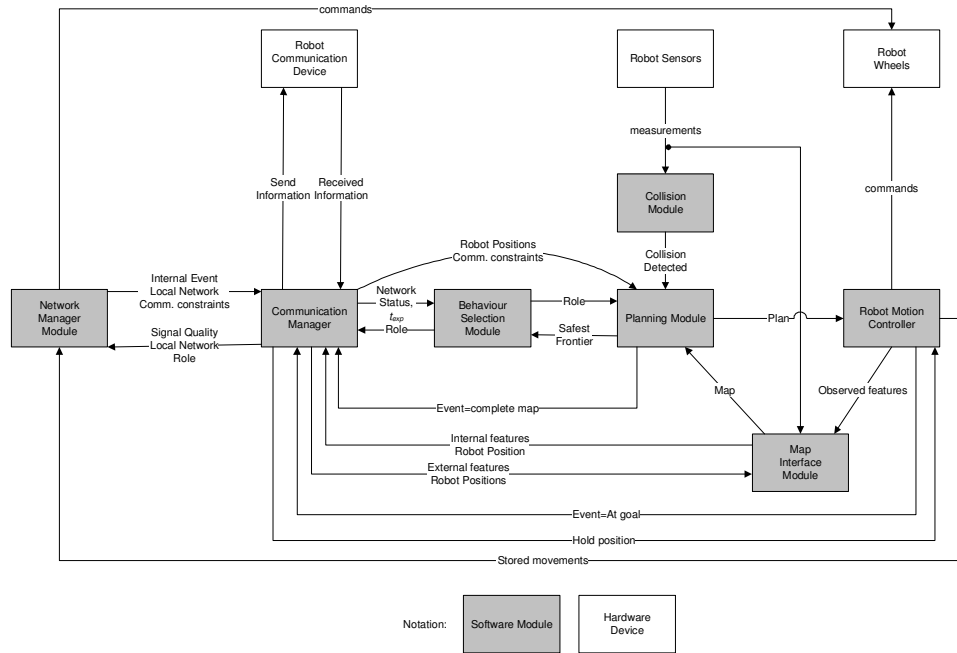 commands
Robot
Communication
Device
Robot Sensors
Robot
Wheels
measurements
Send
Information
Received
Information
Collision
Module
commands
Robot Positions
Comm. constraints
Collision
Detected
Internal Event
Local Network
Comm. constraints
Network
Status,
texp
Network
Manager
Module
Communication
Manager
Behaviour
Selection
Module
Role
Planning Module
Plan
Robot Motion
Controller
Signal Quality
Local Network
Role
Role
Safest
Frontier
Map
Observed features
Event=complete map
Internal features
Robot Position
Map
Interface
Module
External features
Robot Positions
Event=At goal
Hold position
Stored movements
Notation:
Software Module
Hardware
Device